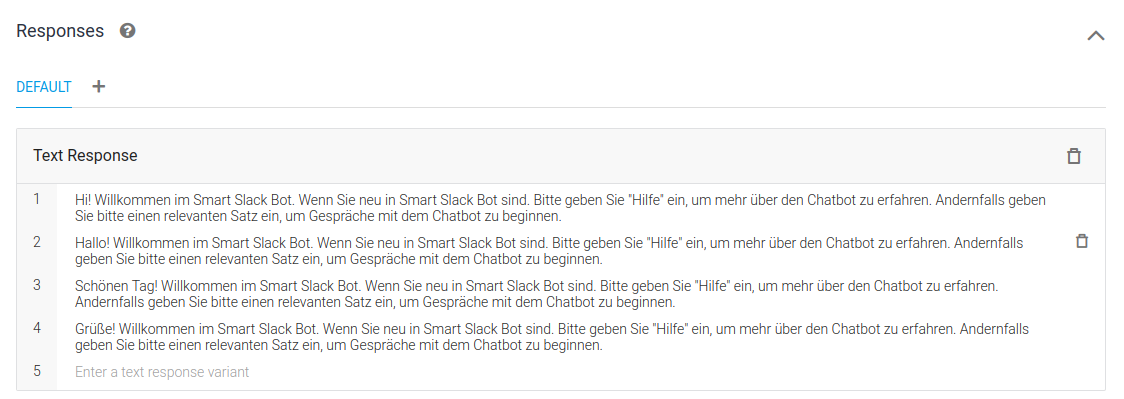 Responses
DEFAULT
Text Response
1 Hi! Willkommen im Smart Slack Bot. Wenn Sie neu in Smart Slack Bot sind. Bitte geben Sie "Hilfe" ein, um mehr über den Chatbot zu erfahren. Andernfalls geben
Sie bitte einen relevanten Satz ein, um Gespräche mit dem Chatbot zu beginnen.
2 Hallo! Willkommen im Smart Slack Bot. Wenn Sie neu in Smart Slack Bot sind. Bitte geben Sie "Hilfe" ein, um mehr über den Chatbot zu erfahren. Andernfalls
geben Sie bitte einen relevanten Satz ein, um Gespräche mit dem Chatbot zu beginnen.
3 Schönen Tag! Willkommen im Smart Slack Bot. Wenn Sie neu in Smart Slack Bot sind. Bitte geben Sie "Hilfe" ein, um mehr über den Chatbot zu erfahren.
Andernfalls geben Sie bitte einen relevanten Satz ein, um Gespräche mit dem Chatbot zu beginnen.
4 Grüße! Willkommen im Smart Slack Bot. Wenn Sie neu in Smart Slack Bot sind. Bitte geben Sie "Hilfe" ein, um mehr über den Chatbot zu erfahren. Andernfalls
geben Sie bitte einen relevanten Satz ein, um Gespräche mit dem Chatbot zu beginnen.
5 Enter a text response variant